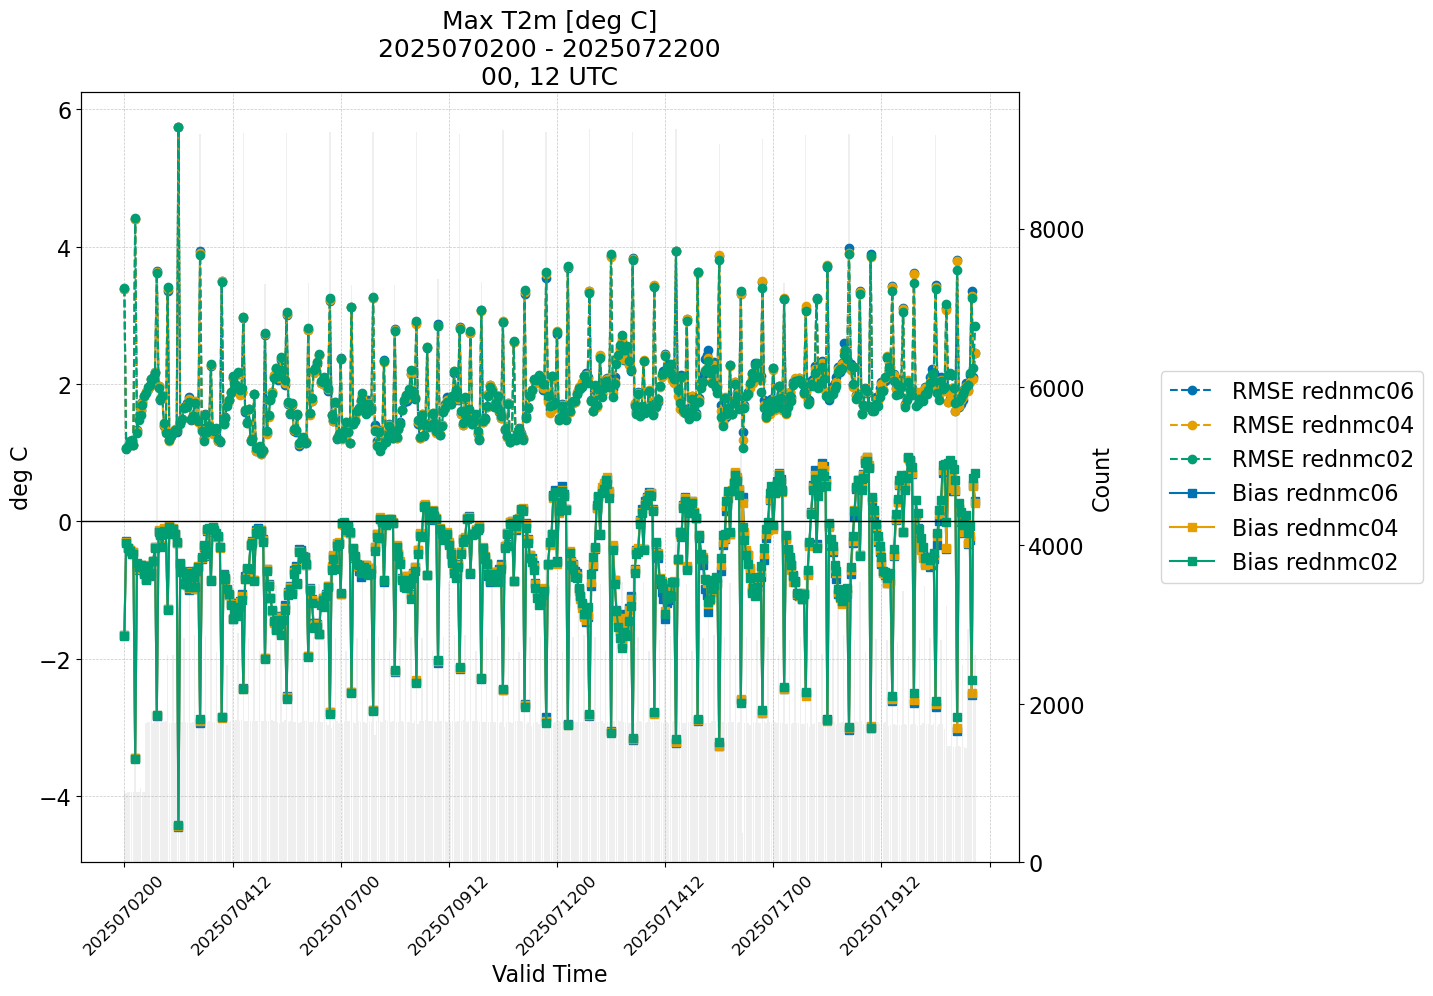 Max T2m [deg C]
2025070200 - 2025072200
00, 12 UTC
6
4
2
0
−2
−4
deg C
8000
6000
4000
2000
0
Count
2025070200
2025070412
2025070700
2025070912
2025071200
2025071412
2025071700
2025071912
Valid Time
RMSE rednmc06
RMSE rednmc04
RMSE rednmc02
Bias rednmc06
Bias rednmc04
Bias rednmc02